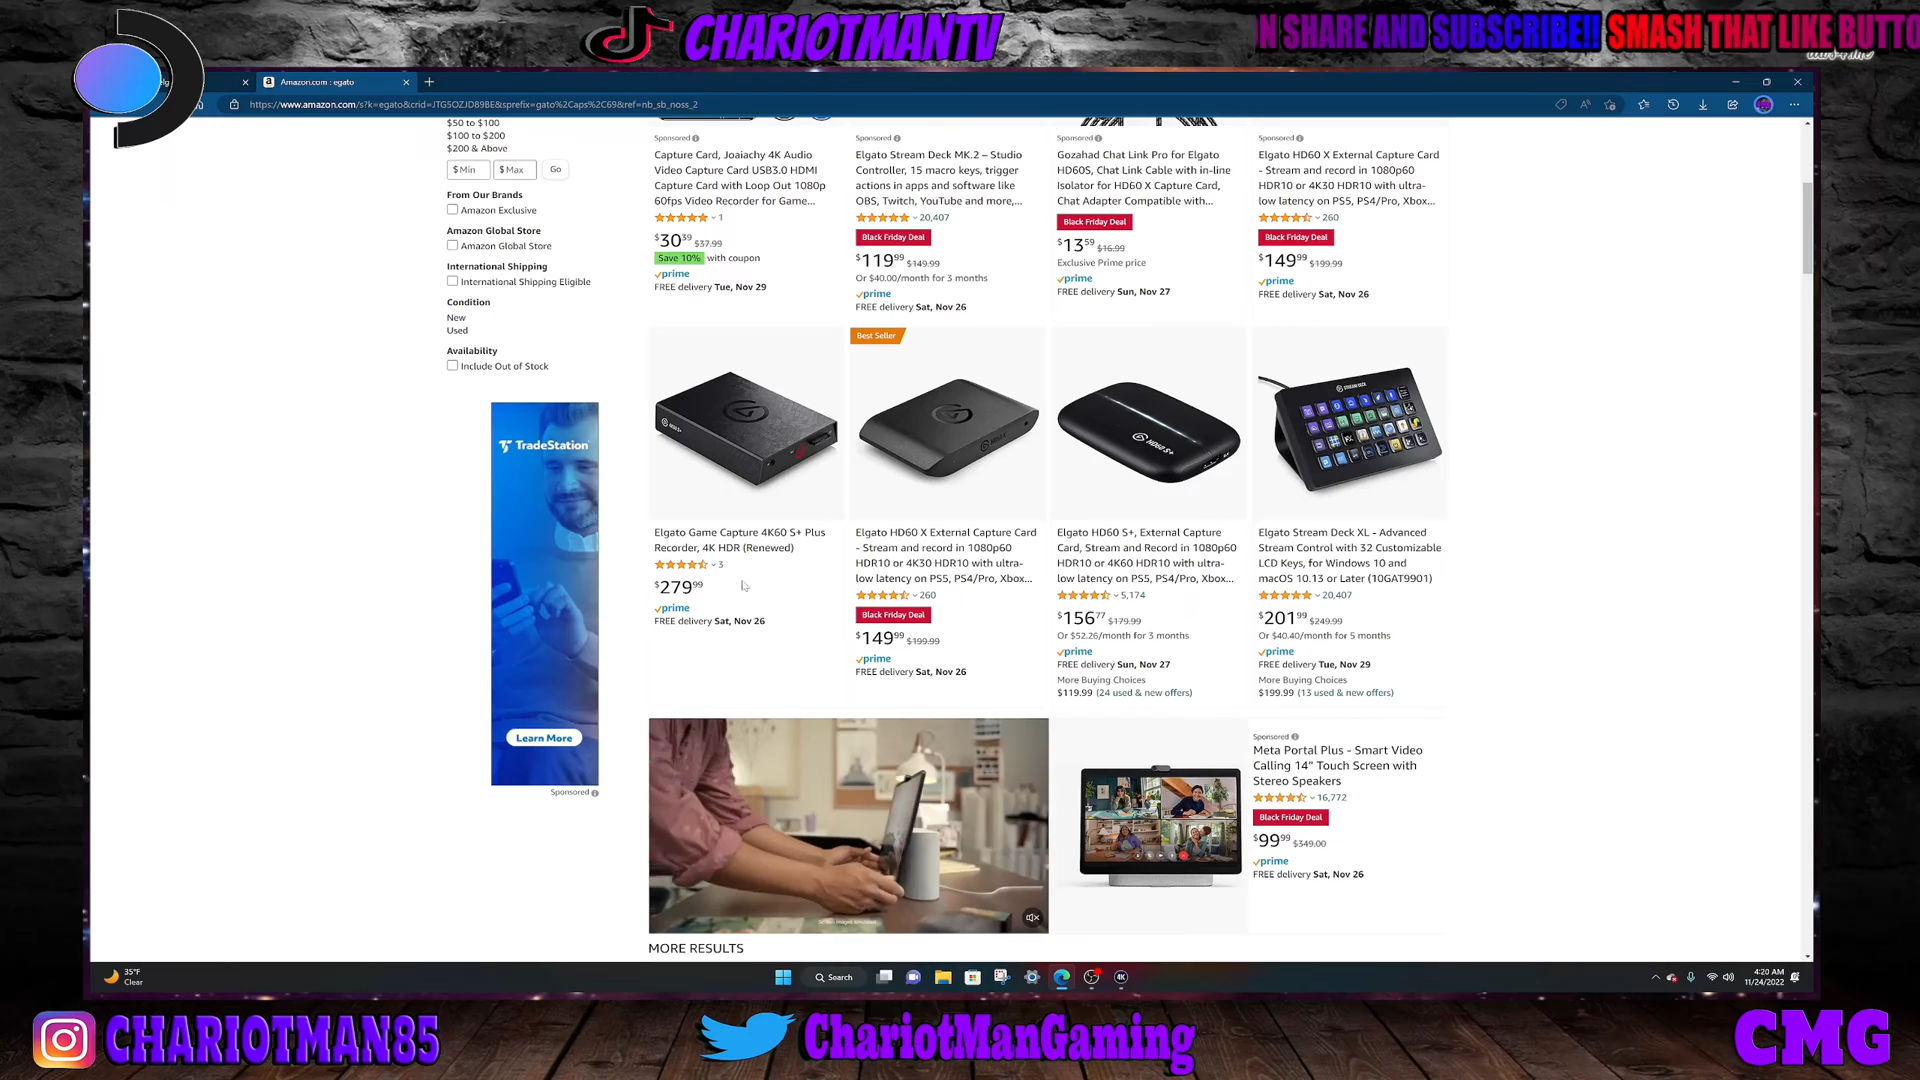 CHARIOTMANTV
N SHARE AND SUBSCRIBE!! SMASH THAT LIKE BUTTO
Amazon.com : egato
https://www.amazon.com/s?k=egato&crid=JTG5OZJD89BE&sprefix=gato%2Caps%2C69&ref=nb_sb_noss_2
$50 to $100
$100 to $200
$200 & Above
$ Min $ Max Go
From Our Brands
Amazon Exclusive
Amazon Global Store
Amazon Global Store
International Shipping
International Shipping Eligible
Condition
New
Used
Availability
Include Out of Stock
TradeStation
Learn More
Sponsored
Sponsored
Capture Card, Joaiachy 4K Audio
Video Capture Card USB3.0 HDMI
Capture Card with Loop Out 1080p
60fps Video Recorder for Game...
1
$3039 $37.99
Save 10% with coupon
prime
FREE delivery Tue, Nov 29
Sponsored
Elgato Stream Deck MK.2 – Studio
Controller, 15 macro keys, trigger
actions in apps and software like
OBS, Twitch, YouTube and more,...
20,407
Black Friday Deal
$11999 $149.99
Or $40.00/month for 3 months
prime
FREE delivery Sat, Nov 26
Sponsored
Gozahad Chat Link Pro for Elgato
HD60S, Chat Link Cable with in-line
Isolator for HD60 X Capture Card,
Chat Adapter Compatible with...
Black Friday Deal
$1359 $16.99
Exclusive Prime price
prime
FREE delivery Sun, Nov 27
Sponsored
Elgato HD60 X External Capture Card
- Stream and record in 1080p60
HDR10 or 4K30 HDR10 with ultra-
low latency on PS5, PS4/Pro, Xbox...
260
Black Friday Deal
$14999 $199.99
prime
FREE delivery Sat, Nov 26
Elgato Game Capture 4K60 S+ Plus
Recorder, 4K HDR (Renewed)
3
$27999
prime
FREE delivery Sat, Nov 26
Best Seller
Elgato HD60 X External Capture Card
- Stream and record in 1080p60
HDR10 or 4K30 HDR10 with ultra-
low latency on PS5, PS4/Pro, Xbox...
260
Black Friday Deal
$14999 $199.99
prime
FREE delivery Sat, Nov 26
HD60 S+
Elgato HD60 S+, External Capture
Card, Stream and Record in 1080p60
HDR10 or 4K60 HDR10 with ultra-
low latency on PS5, PS4/Pro, Xbox...
5,174
$15677 $179.99
Or $52.26/month for 3 months
prime
FREE delivery Sun, Nov 27
More Buying Choices
$119.99 (24 used & new offers)
STREAM DECK
Elgato Stream Deck XL - Advanced
Stream Control with 32 Customizable
LCD Keys, for Windows 10 and
macOS 10.13 or Later (10GAT9901)
20,407
$20199 $249.99
Or $40.40/month for 5 months
prime
FREE delivery Tue, Nov 29
More Buying Choices
$199.99 (13 used & new offers)
Sponsored
Meta Portal Plus - Smart Video
Calling 14” Touch Screen with
Stereo Speakers
16,772
Black Friday Deal
$9999 $349.00
prime
FREE delivery Sat, Nov 26
MORE RESULTS
35°F
Clear
Search
4K
4:20 AM
11/24/2022
CHARIOTMAN85
ChariotManGaming
CMG